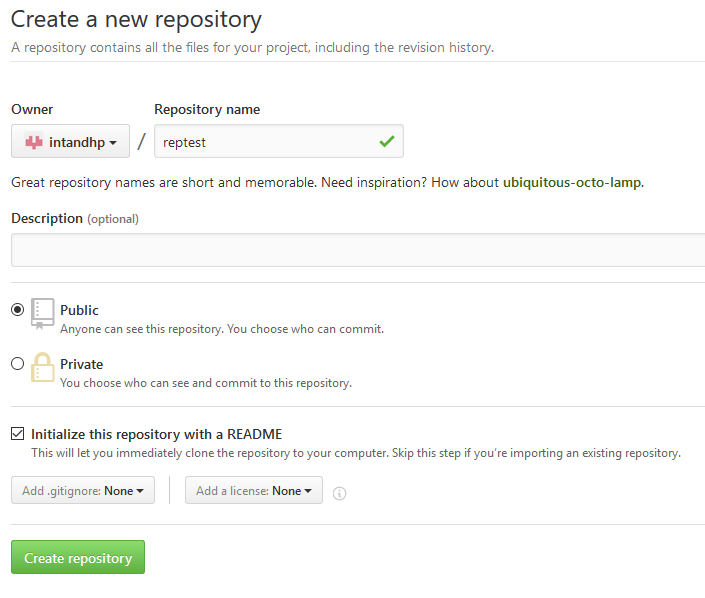 Create a new repository
A repository contains all the files for your project, including the revision history.
Owner
Repository name
intandhp / reptest
Great repository names are short and memorable. Need inspiration? How about ubiquitous-octo-lamp.
Description (optional)
Public
Anyone can see this repository. You choose who can commit.
Private
You choose who can see and commit to this repository.
Initialize this repository with a README
This will let you immediately clone the repository to your computer. Skip this step if you're importing an existing repository.
Add .gitignore: None
Add a license: None
Create repository